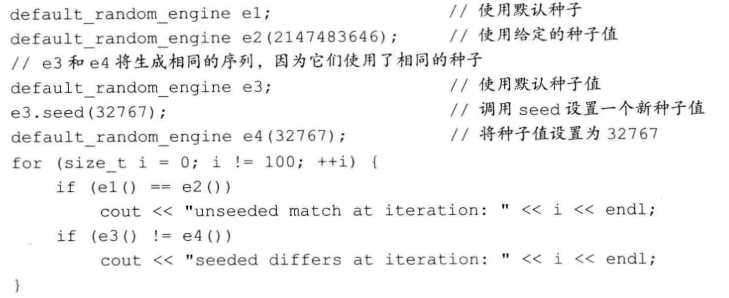 default_random_engine e1; // 使用默认种子
default_random_engine e2(2147483646); // 使用给定的种子值
// e3 和 e4 将生成相同的序列，因为它们使用了相同的种子
default_random_engine e3; // 使用默认种子值
e3.seed(32767); // 调用 seed 设置一个新种子值
default_random_engine e4(32767); // 将种子值设置为 32767
for (size_t i = 0; i != 100; ++i) {
    if (e1() == e2())
        cout << "unseeded match at iteration: " << i << endl;
    if (e3() != e4())
        cout << "seeded differs at iteration: " << i << endl;
}